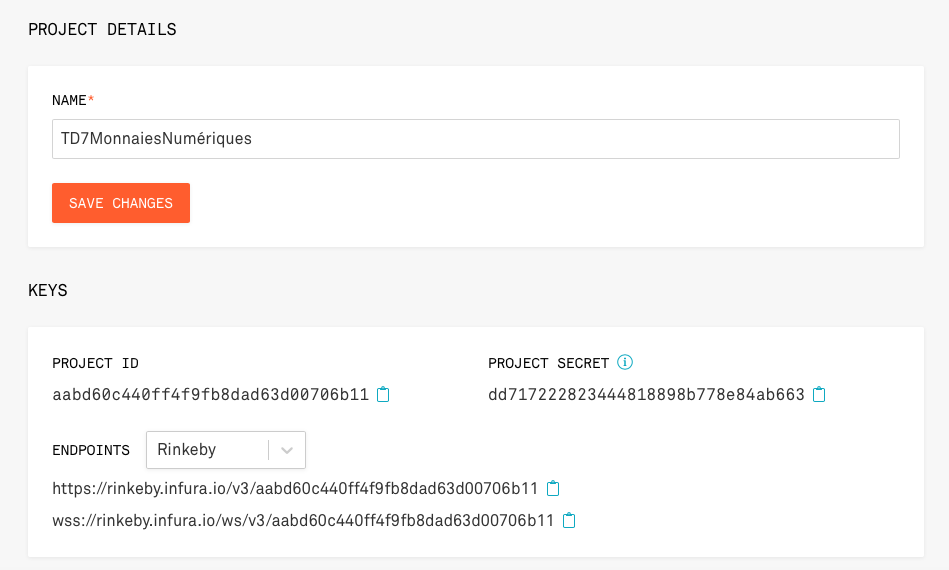 PROJECT DETAILS
NAME*
TD7MonnaiesNumériques
SAVE CHANGES
KEYS
PROJECT ID
PROJECT SECRET
aabd60c440ff4f9fb8dad63d00706b11
dd717222823444818898b778e84ab663
ENDPOINTS Rinkeby
https://rinkeby.infura.io/v3/aabd60c440ff4f9fb8dad63d00706b11
wss://rinkeby.infura.io/ws/v3/aabd60c440ff4f9fb8dad63d00706b11